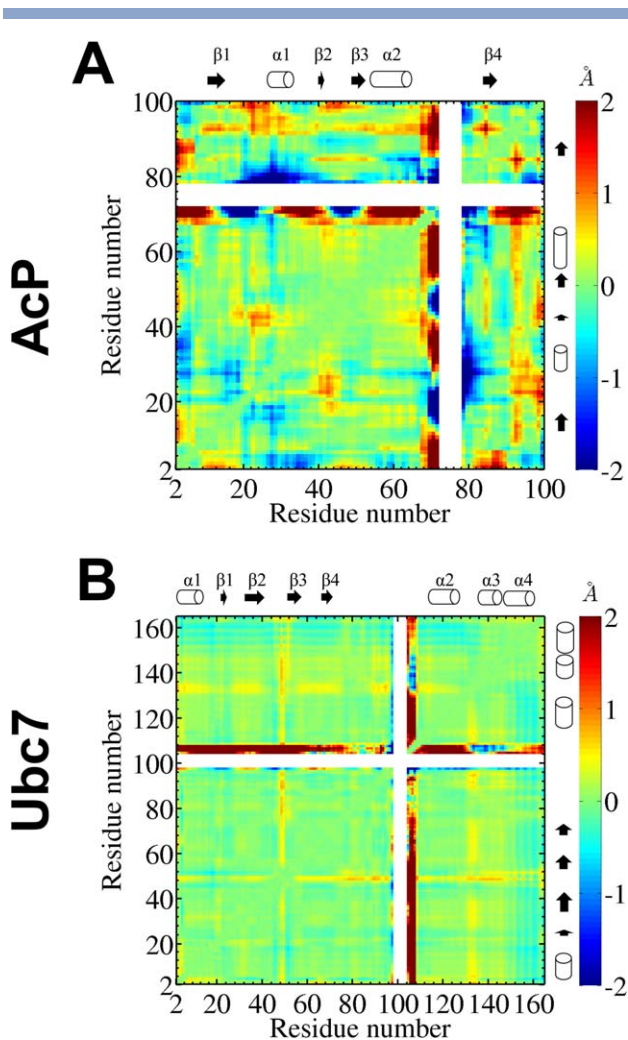 A
β1 α1 β2 β3 α2 β4
Å
100
80
60
40
20
2
2 20 40 60 80 100
Residue number
Residue number
AcP
2
1
0
-1
-2
B
α1 β1 β2 β3 β4 α2 α3 α4
Å
160
140
120
100
80
60
40
20
2
2 20 40 60 80 100 120 140 160
Residue number
Residue number
Ubc7
2
1
0
-1
-2